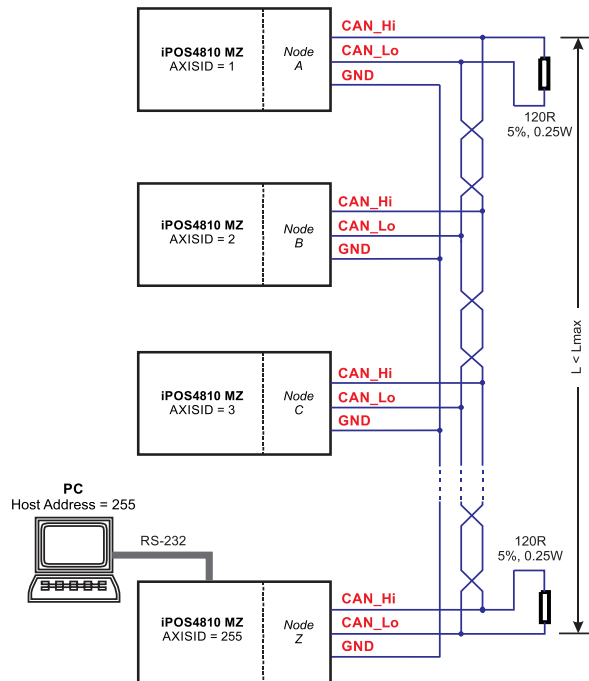 iPOS4810 MZ
AXISID = 1
Node
A
CAN_Hi
CAN_Lo
GND
120R
5%, 0.25W
iPOS4810 MZ
AXISID = 2
Node
B
CAN_Hi
CAN_Lo
GND
L < Lmax
iPOS4810 MZ
AXISID = 3
Node
C
CAN_Hi
CAN_Lo
GND
PC
Host Address = 255
RS-232
120R
5%, 0.25W
iPOS4810 MZ
AXISID = 255
Node
Z
CAN_Hi
CAN_Lo
GND